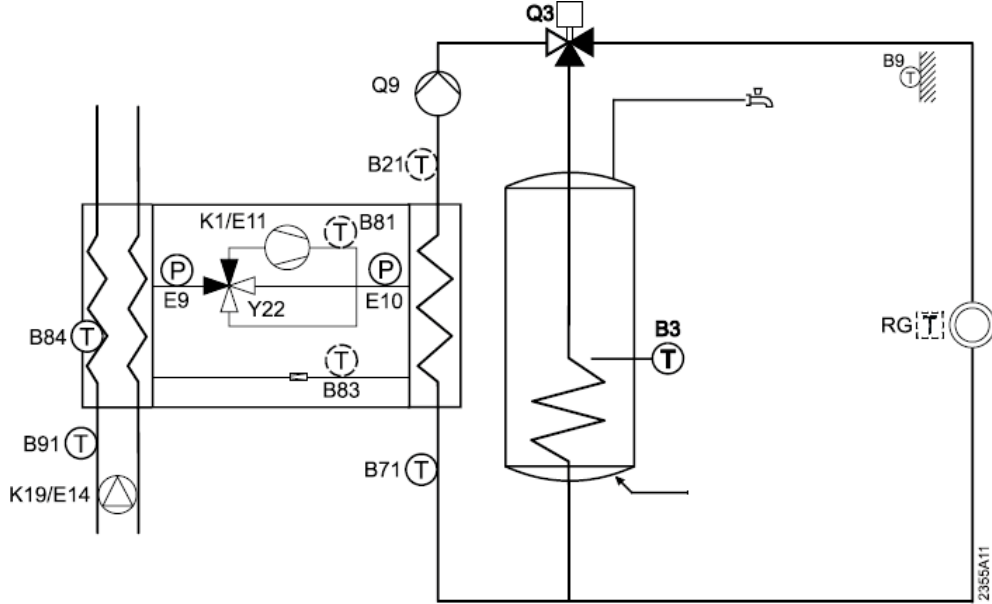 Q3
B9
T
Q9
B21 T
K1/E11
T B81
P
P
E9
Y22
E10
B84 T
RG T
B3
T
T
B83
B91 T
B71 T
K19/E14
2355A11